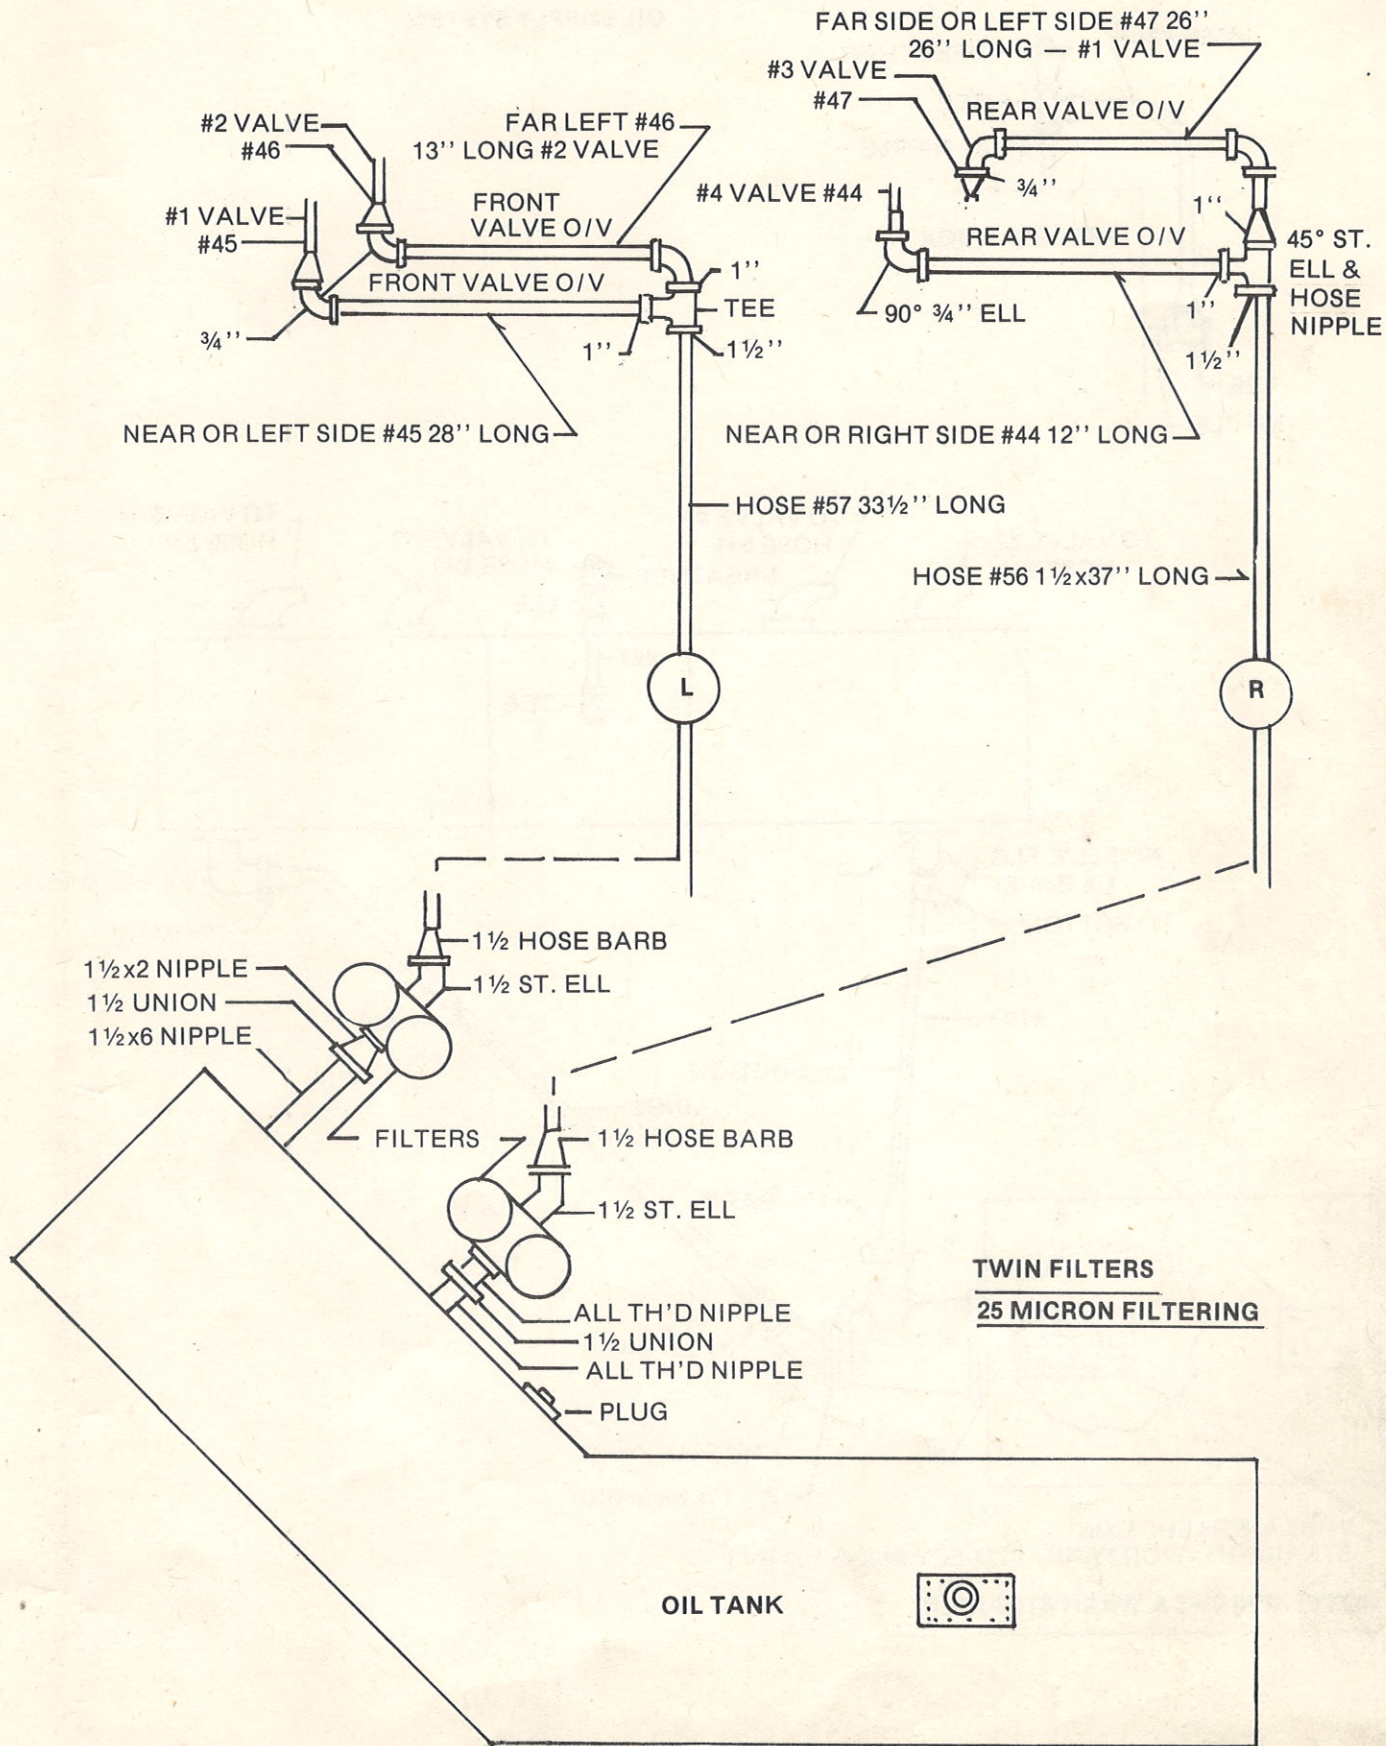 FAR SIDE OR LEFT SIDE #47 26''
26'' LONG — #1 VALVE
#3 VALVE
#47
REAR VALVE O/V
3/4''
#2 VALVE
#46
FAR LEFT #46
13'' LONG #2 VALVE
#4 VALVE #44
1''
FRONT
VALVE O/V
#1 VALVE
#45
REAR VALVE O/V
45° ST.
ELL &
HOSE
NIPPLE
FRONT VALVE O/V
1''
TEE
90° ¾'' ELL
1''
¾''
1''
1½''
1½''
NEAR OR LEFT SIDE #45 28'' LONG
NEAR OR RIGHT SIDE #44 12'' LONG
HOSE #57 33½'' LONG
HOSE #56 1½x37'' LONG
L
R
1½ HOSE BARB
1½x2 NIPPLE
1½ ST. ELL
1½ UNION
1½x6 NIPPLE
FILTERS
1½ HOSE BARB
1½ ST. ELL
TWIN FILTERS
25 MICRON FILTERING
ALL TH'D NIPPLE
1½ UNION
ALL TH'D NIPPLE
PLUG
OIL TANK